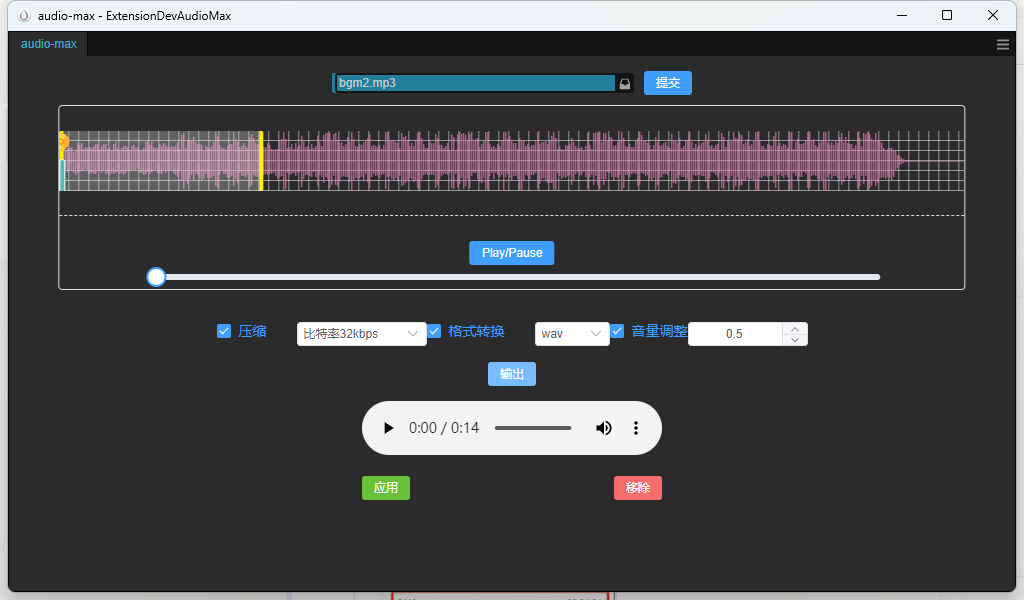 audio-max - ExtensionDevAudioMax
audio-max
bgm2.mp3
提交
Play/Pause
压缩 比特率32kbps 格式转换 wav 音量调整 0.5
输出
0:00 / 0:14
应用 移除